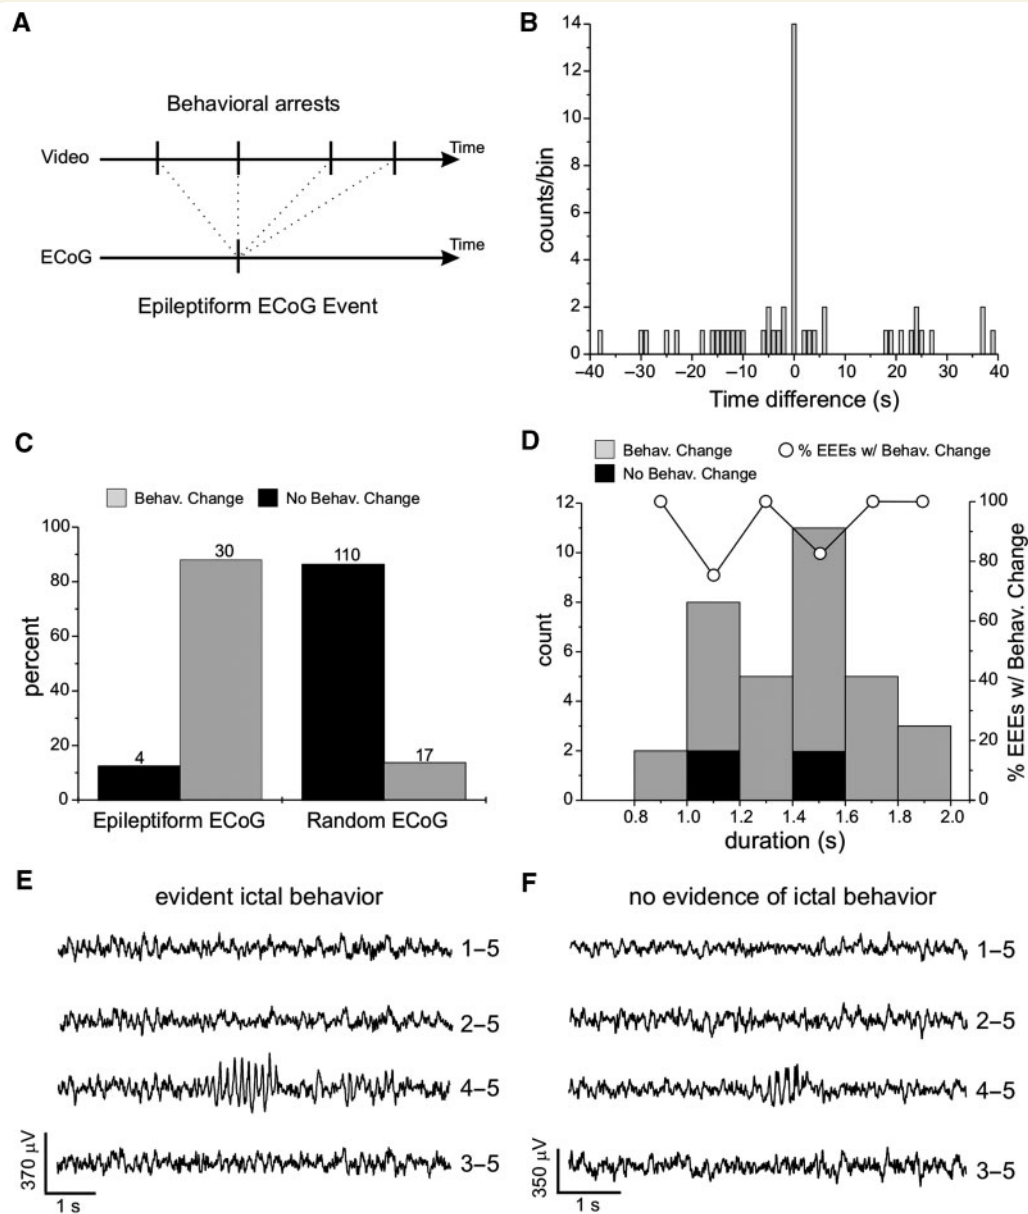 A
Behavioral arrests
Video
Time
ECoG
Time
Epileptiform ECoG Event
B
14
12
10
8
6
4
2
0
counts/bin
–40 –30 –20 –10 0 10 20 30 40
Time difference (s)
C
Behav. Change No Behav. Change
100
80
60
40
20
0
percent
4
30
110
17
Epileptiform ECoG Random ECoG
D
Behav. Change % EEEs w/ Behav. Change
No Behav. Change
12
10
8
6
4
2
0
count
100
80
60
40
20
0
% EEEs w/ Behav. Change
0.8 1.0 1.2 1.4 1.6 1.8 2.0
duration (s)
E
evident ictal behavior
1–5
2–5
4–5
3–5
370 μV
1 s
F
no evidence of ictal behavior
1–5
2–5
4–5
3–5
350 μV
1 s